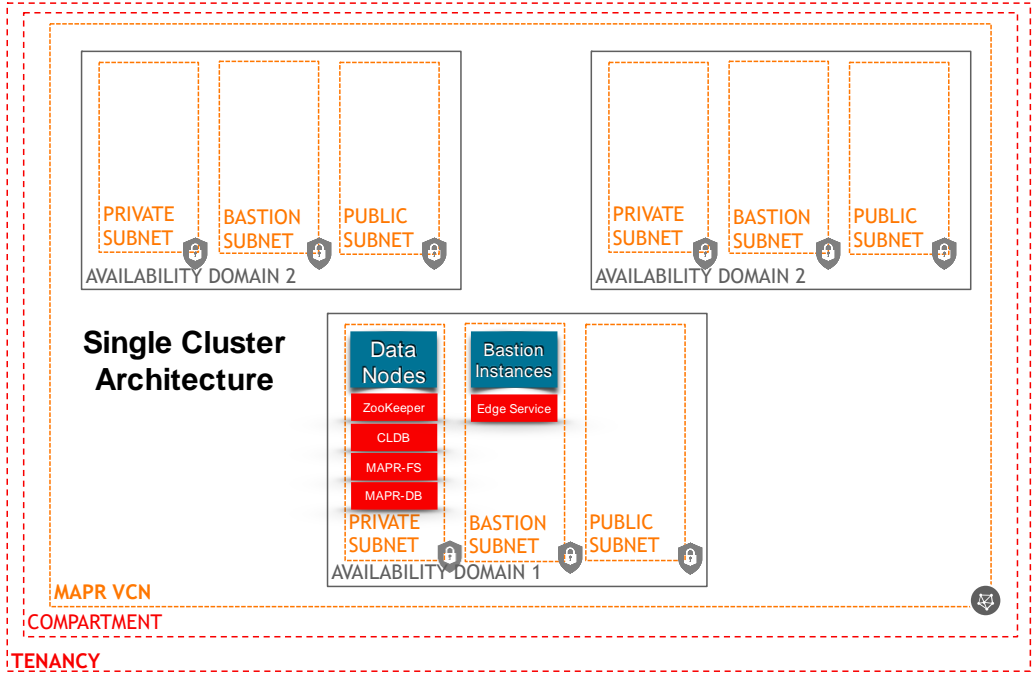 PRIVATE
SUBNET
BASTION
SUBNET
PUBLIC
SUBNET
AVAILABILITY DOMAIN 2
PRIVATE
SUBNET
BASTION
SUBNET
PUBLIC
SUBNET
AVAILABILITY DOMAIN 2
Single Cluster
Architecture
Data
Nodes
ZooKeeper
CLDB
MAPR-FS
MAPR-DB
PRIVATE
SUBNET
Bastion
Instances
Edge Service
BASTION
SUBNET
PUBLIC
SUBNET
AVAILABILITY DOMAIN 1
MAPR VCN
COMPARTMENT
TENANCY